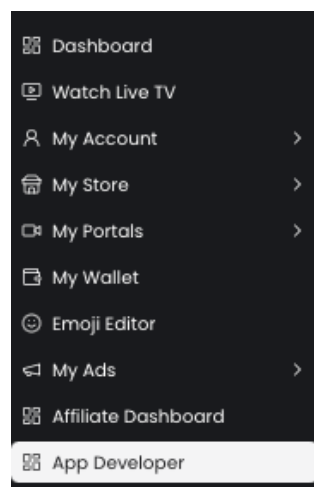 Dashboard
Watch Live TV
My Account
My Store
My Portals
My Wallet
Emoji Editor
My Ads
Affiliate Dashboard
App Developer